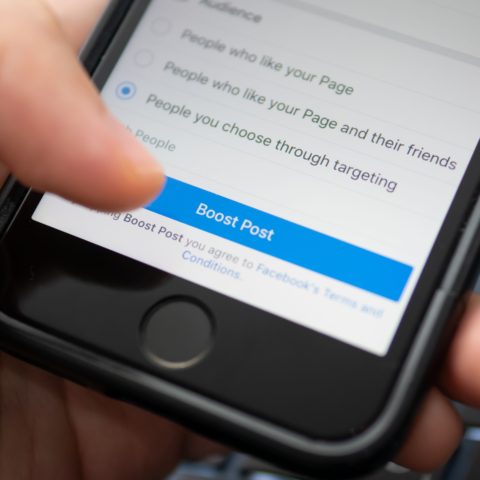 Audience
People who like your Page
People who like your Page and their friends
People you choose through targeting
People
Boost Post
Boost Post you agree to Facebook's Terms and
Conditions.